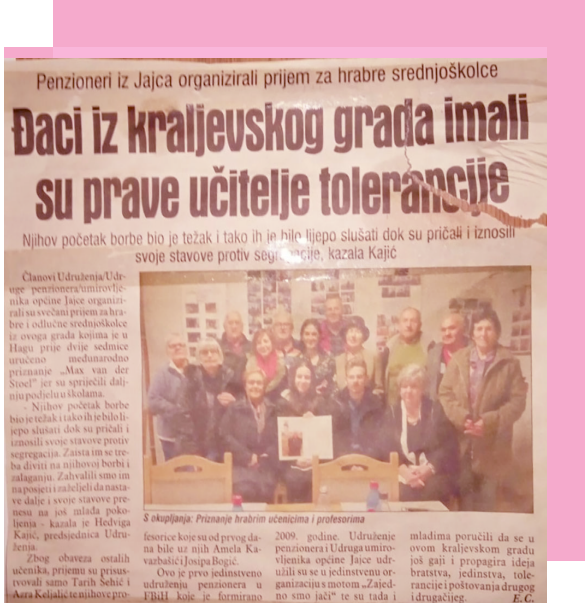 Penzioneri iz Jajca organizirali prijem za hrabre srednjoškolce
Đaci iz kraljevskog grada imali
su prave učitelje tolerancije
Njihov početak borbe bio je težak i tako ih je bilo lijepo slušati dok su pričali i iznosili
svoje stavove protiv segregacije, kazala Kajić
Članovi Udruženja/Udru-
ge penzionera/umirovlje-
nika općine Jajce organizi-
rali su svečani prijem za hra-
bre i odlučne srednjoškolce
iz ovoga grada kojima je u
Hagu prije dvije sedmice
uručeno međunarodno
priznanje „Max van der
Stoel" jer su spriječili dalj-
nju podjelu u školama.
- Njihov početak borbe
bio je težak i tako ih je bilo li-
jepo slušati dok su pričali i
iznosili svoje stavove protiv
segregacija. Zaista im se tre-
ba diviti na njihovoj borbi i
zalaganju. Zahvalili smo im
na posjeti i zaželjeli da nasta-
ve dalje i svoje stavove pre-
nesu na još mlada poko-
ljenja - kazala je Hedviga
Kajić, predsjednica Udru-
ženja.
Zbog obaveza ostalih
učenika, prijemu su prisus-
tvovali samo Tarih Šehić i
Azra Keljalić te njihove pro-
S okupljanja: Priznanje hrabrim učenicima i profesorima
fesorice koje su od prvog da-
na bile uz njih Amela Ka-
vazbašić i Josipa Bogić.
Ovo je prvo jedinstveno
udruženju penzionera u
FBiH koje je formirano
2009. godine. Udruženje
penzionera i Udruga umiro-
vljenika općine Jajce udr-
užili su se u jedinstvenu or-
ganizaciju s motom „Zajed-
no smo jači" te su tada i
mladima poručili da se u
ovom kraljevskom gradu
još gaji i propagira ideja
bratstva, jedinstva, tole-
rancije i poštovanja drugog
i drugačijeg. E. C.